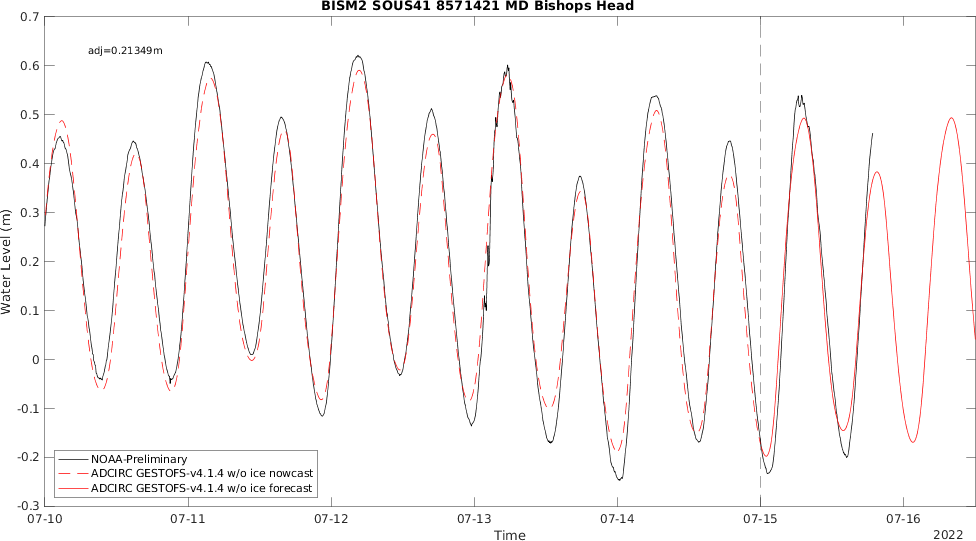 BISM2 SOUS41 8571421 MD Bishops Head
adj=0.21349m
0.7
0.6
0.5
0.4
0.3
0.2
0.1
0
-0.1
-0.2
-0.3
Water Level (m)
NOAA-Preliminary
ADCIRC GESTOFS-v4.1.4 w/o ice nowcast
ADCIRC GESTOFS-v4.1.4 w/o ice forecast
07-10 07-11 07-12 07-13 07-14 07-15 07-16
Time
2022